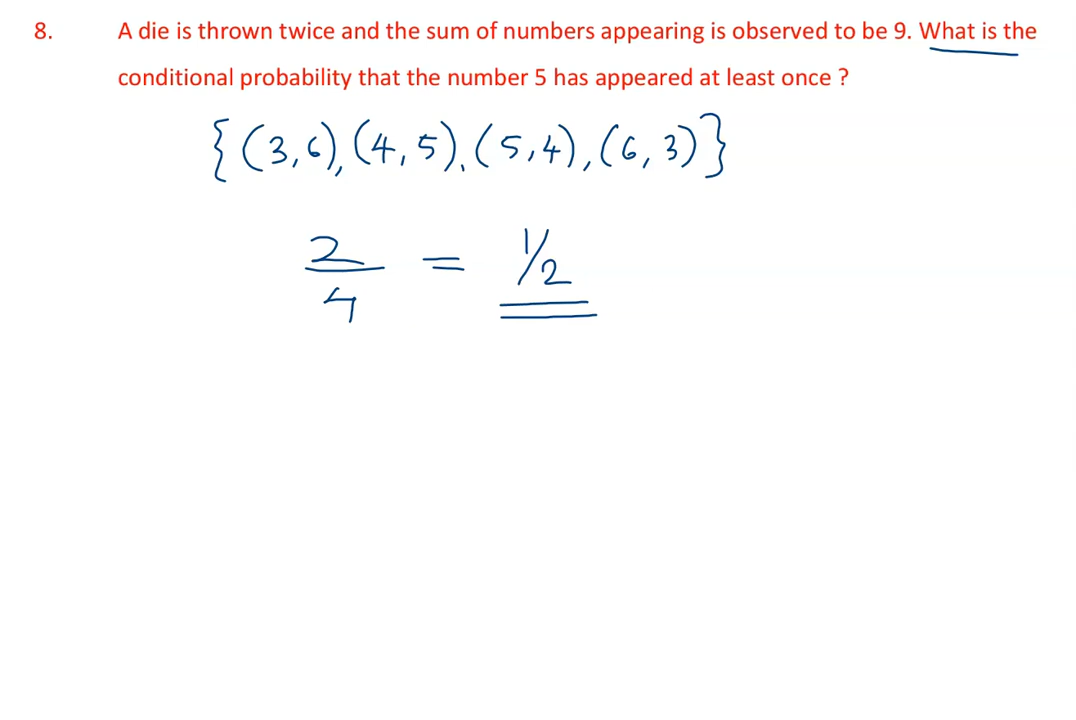 8. A die is thrown twice and the sum of numbers appearing is observed to be 9. What is the
conditional probability that the number 5 has appeared at least once ?
{(3,6),(4,5),(5,4),(6,3)}
2/4 = 1/2